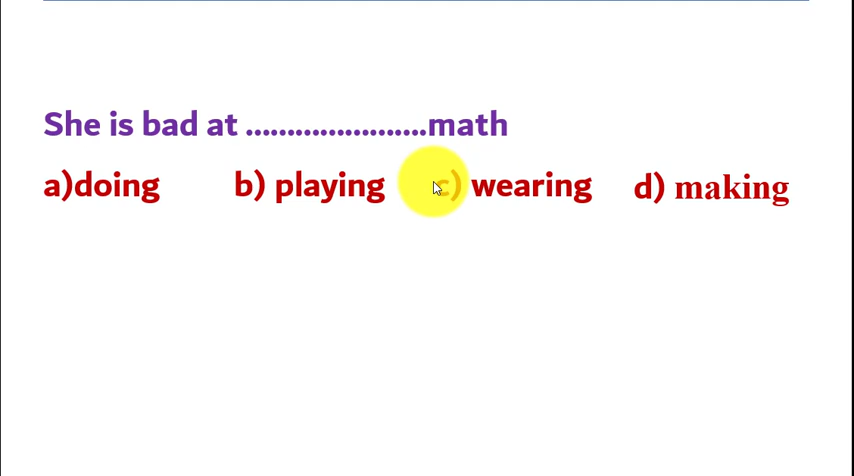 She is bad at ......................math
a)doing b) playing c) wearing d) making